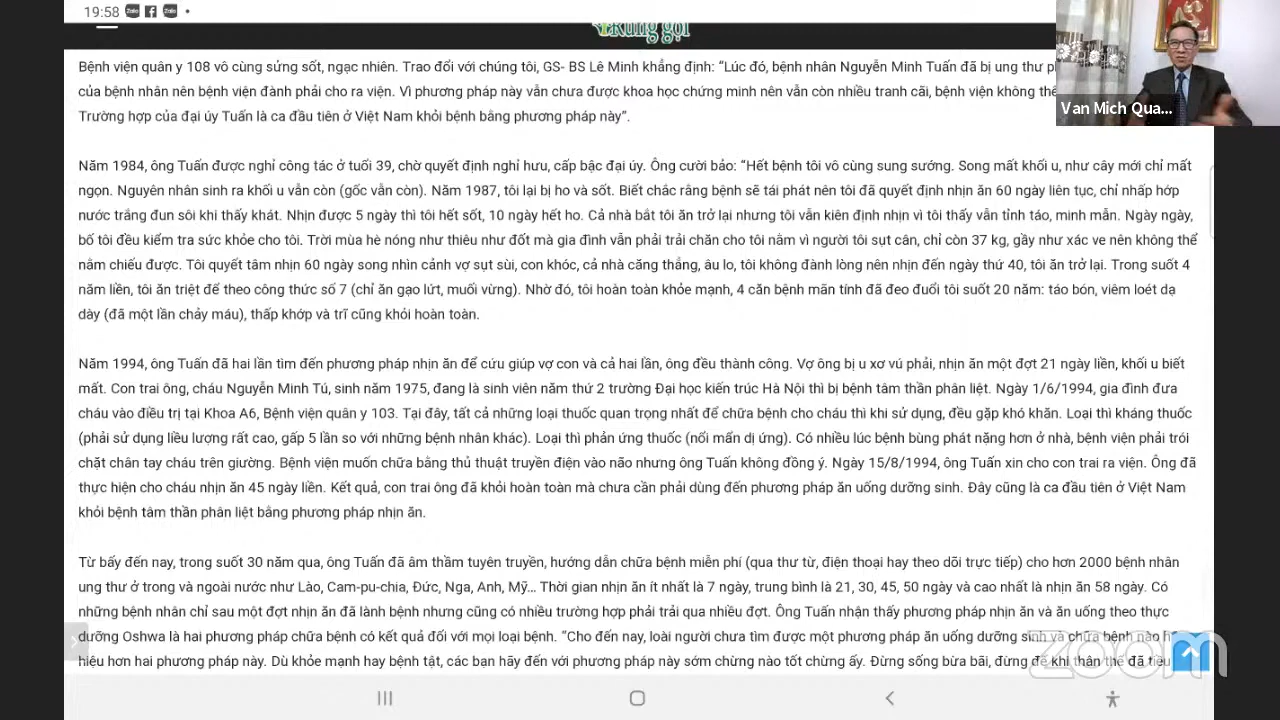 19:58
Rừng gọi
Bệnh viện quân y 108 vô cùng sửng sốt, ngạc nhiên. Trao đổi với chúng tôi, GS- BS Lê Minh khẳng định: “Lúc đó, bệnh nhân Nguyễn Minh Tuấn đã bị ung thư
của bệnh nhân nên bệnh viện đành phải cho ra viện. Vì phương pháp này vẫn chưa được khoa học chứng minh nên vẫn còn nhiều tranh cãi, bệnh viện không
Trường hợp của đại úy Tuấn là ca đầu tiên ở Việt Nam khỏi bệnh bằng phương pháp này”.
Van Mich Qua...
Năm 1984, ông Tuấn được nghỉ công tác ở tuổi 39, chờ quyết định nghỉ hưu, cấp bậc đại úy. Ông cười bảo: “Hết bệnh tôi vô cùng sung sướng. Song mất khối u, như cây mới chỉ mất
ngọn. Nguyên nhân sinh ra khối u vẫn còn (gốc vẫn còn). Năm 1987, tôi lại bị ho và sốt. Biết chắc rằng bệnh sẽ tái phát nên tôi đã quyết định nhịn ăn 60 ngày liên tục, chỉ nhấp hớp
nước trắng đun sôi khi thấy khát. Nhịn được 5 ngày thì tôi hết sốt, 10 ngày hết ho. Cả nhà bắt tôi ăn trở lại nhưng tôi vẫn kiên định nhịn vì tôi thấy vẫn tỉnh táo, minh mẫn. Ngày ngày,
bố tôi đều kiểm tra sức khỏe cho tôi. Trời mùa hè nóng như thiêu như đốt mà gia đình vẫn phải trải chăn cho tôi nằm vì người tôi sụt cân, chỉ còn 37 kg, gầy như xác ve nên không thể
nằm chiếu được. Tôi quyết tâm nhịn 60 ngày song nhìn cảnh vợ sụt sùi, con khóc, cả nhà căng thẳng, âu lo, tôi không đành lòng nên nhịn đến ngày thứ 40, tôi ăn trở lại. Trong suốt 4
năm liền, tôi ăn triệt để theo công thức số 7 (chỉ ăn gạo lứt, muối vừng). Nhờ đó, tôi hoàn toàn khỏe mạnh, 4 căn bệnh mãn tính đã đeo đuổi tôi suốt 20 năm: táo bón, viêm loét dạ
dày (đã một lần chảy máu), thấp khớp và trĩ cũng khỏi hoàn toàn.
Năm 1994, ông Tuấn đã hai lần tìm đến phương pháp nhịn ăn để cứu giúp vợ con và cả hai lần, ông đều thành công. Vợ ông bị u xơ vú phải, nhịn ăn một đợt 21 ngày liền, khối u biết
mất. Con trai ông, cháu Nguyễn Minh Tú, sinh năm 1975, đang là sinh viên năm thứ 2 trường Đại học kiến trúc Hà Nội thì bị bệnh tâm thần phân liệt. Ngày 1/6/1994, gia đình đưa
cháu vào điều trị tại Khoa A6, Bệnh viện quân y 103. Tại đây, tất cả những loại thuốc quan trọng nhất để chữa bệnh cho cháu thì khi sử dụng, đều gặp khó khăn. Loại thì kháng thuốc
(phải sử dụng liều lượng rất cao, gấp 5 lần so với những bệnh nhân khác). Loại thì phản ứng thuốc (nổi mẩn dị ứng). Có nhiều lúc bệnh bùng phát nặng hơn ở nhà, bệnh viện phải trói
chặt chân tay cháu trên giường. Bệnh viện muốn chữa bằng thủ thuật truyền điện vào não nhưng ông Tuấn không đồng ý. Ngày 15/8/1994, ông Tuấn xin cho con trai ra viện. Ông đã
thực hiện cho cháu nhịn ăn 45 ngày liền. Kết quả, con trai ông đã khỏi hoàn toàn mà chưa cần phải dùng đến phương pháp ăn uống dưỡng sinh. Đây cũng là ca đầu tiên ở Việt Nam
khỏi bệnh tâm thần phân liệt bằng phương pháp nhịn ăn.
Từ bấy đến nay, trong suốt 30 năm qua, ông Tuấn đã âm thầm tuyên truyền, hướng dẫn chữa bệnh miễn phí (qua thư từ, điện thoại hay theo dõi trực tiếp) cho hơn 2000 bệnh nhân
ung thư ở trong và ngoài nước như Lào, Cam-pu-chia, Đức, Nga, Anh, Mỹ… Thời gian nhịn ăn ít nhất là 7 ngày, trung bình là 21, 30, 45, 50 ngày và cao nhất là nhịn ăn 58 ngày. Có
những bệnh nhân chỉ sau một đợt nhịn ăn đã lành bệnh nhưng cũng có nhiều trường hợp phải trải qua nhiều đợt. Ông Tuấn nhận thấy phương pháp nhịn ăn và ăn uống theo thực
dưỡng Oshwa là hai phương pháp chữa bệnh có kết quả đối với mọi loại bệnh. “Cho đến nay, loài người chưa tìm được một phương pháp ăn uống dưỡng sinh và chữa bệnh nào
hiệu hơn hai phương pháp này. Dù khỏe mạnh hay bệnh tật, các bạn hãy đến với phương pháp này sớm chừng nào tốt chừng ấy. Đừng sống bừa bãi, đừng để khi thân thể đã tiều
zoom